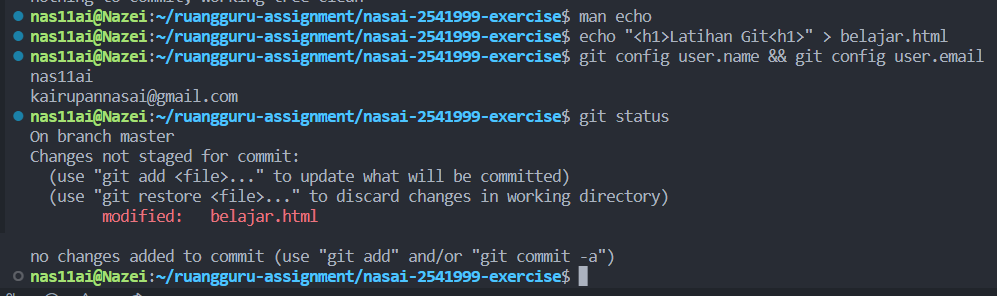 nothing to commit, working tree clean
nas11ai@Nazei:~/ruangguru-assignment/nasai-2541999-exercise$ man echo
nas11ai@Nazei:~/ruangguru-assignment/nasai-2541999-exercise$ echo "<h1>Latihan Git<h1>" > belajar.html
nas11ai@Nazei:~/ruangguru-assignment/nasai-2541999-exercise$ git config user.name && git config user.email
nas11ai
kairupannasai@gmail.com
nas11ai@Nazei:~/ruangguru-assignment/nasai-2541999-exercise$ git status
On branch master
Changes not staged for commit:
  (use "git add <file>..." to update what will be committed)
  (use "git restore <file>..." to discard changes in working directory)
        modified:   belajar.html

no changes added to commit (use "git add" and/or "git commit -a")
nas11ai@Nazei:~/ruangguru-assignment/nasai-2541999-exercise$